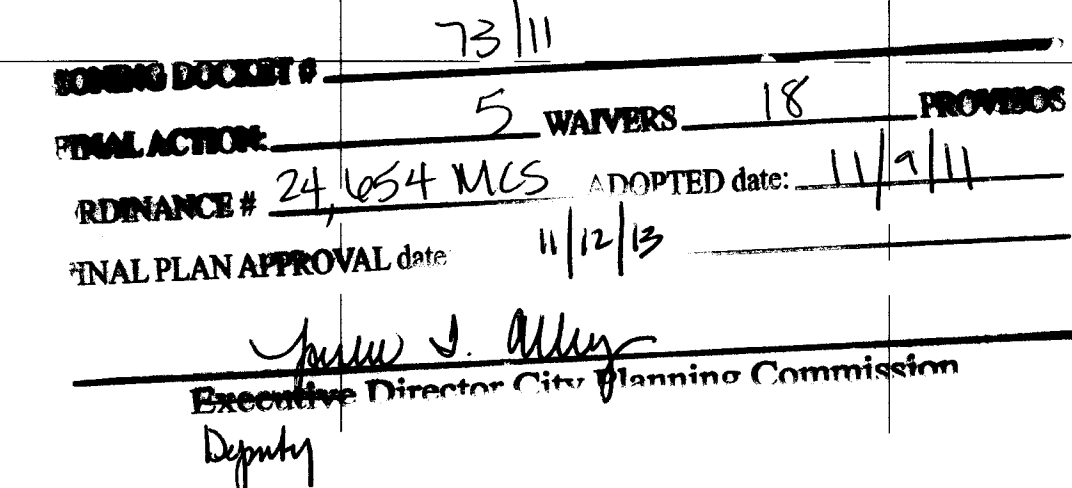 ZONING DOCKET # 73/11
FINAL ACTION: 5 WAIVERS 18 PROVISOS
RDINANCE # 24,654 MCS ADOPTED date: 11/9/11
FINAL PLAN APPROVAL date 11/12/13
Executive Director City Planning Commission
Deputy